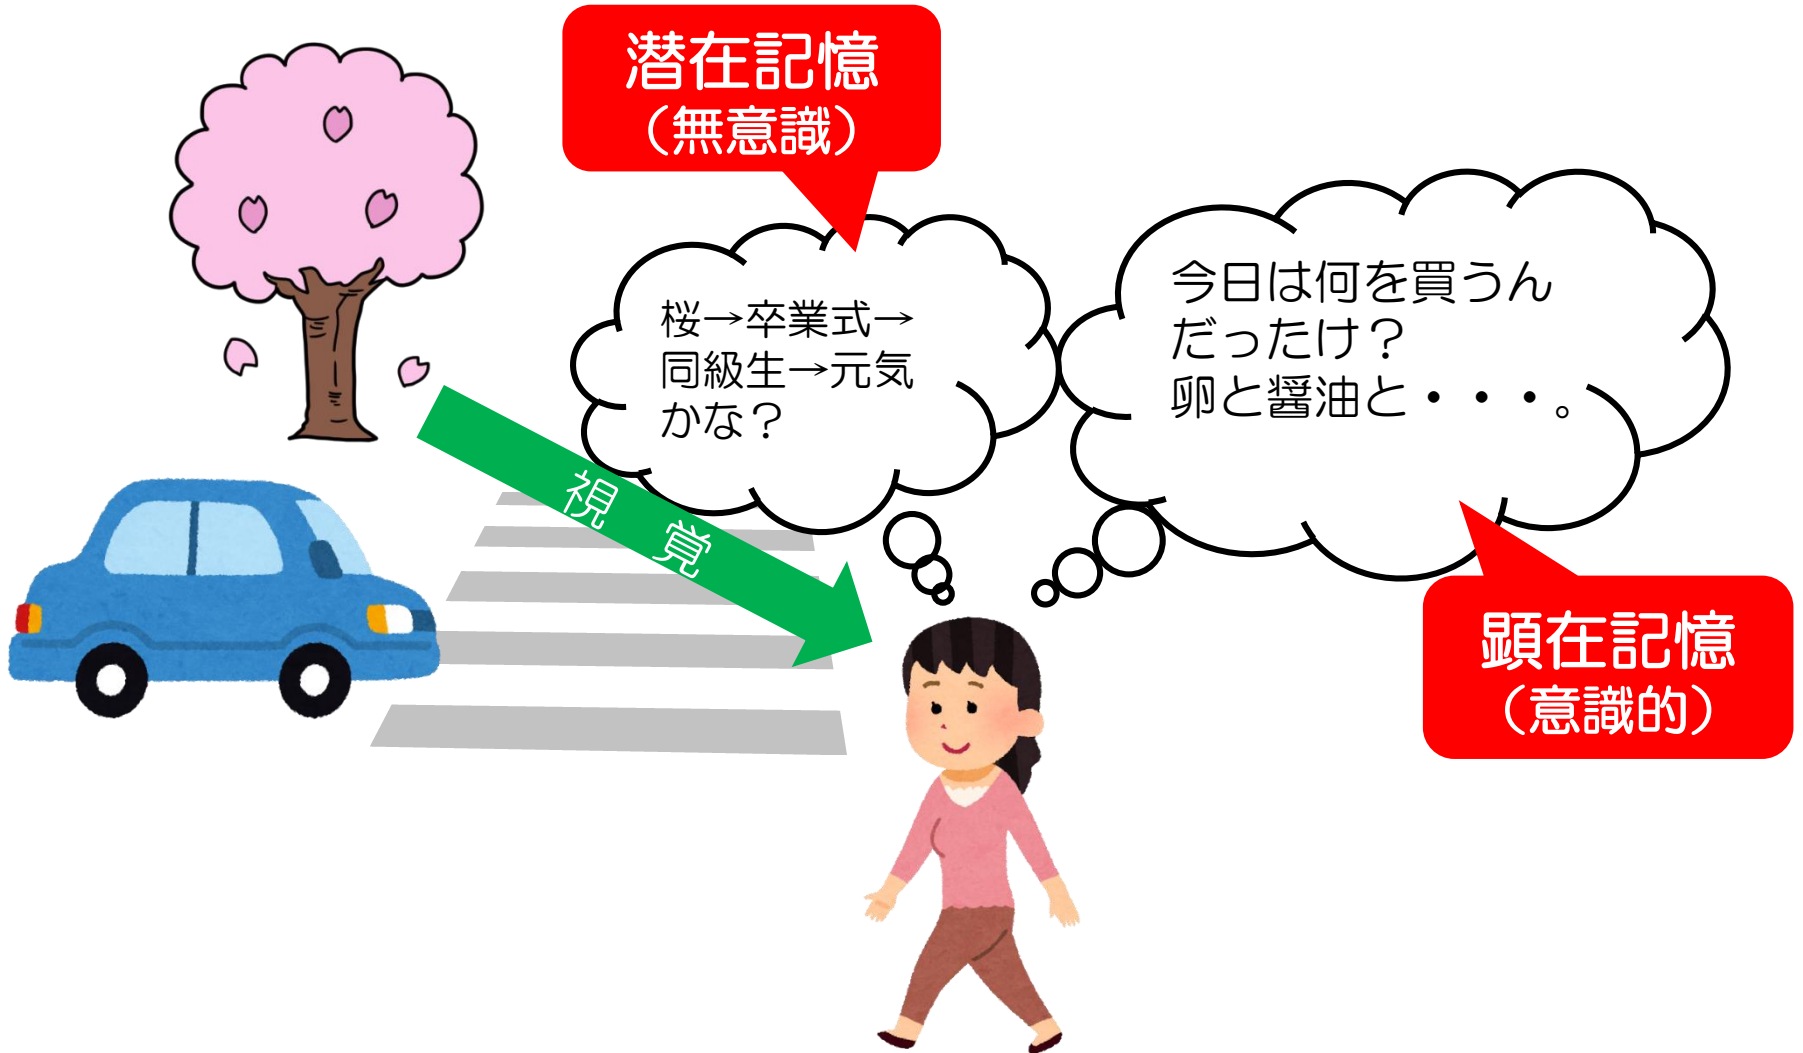 潜在記憶
（無意識）
桜→卒業式→
同級生→元気
かな？
今日は何を買うん
だったけ？
卵と醤油と・・・。
視　覚
顕在記憶
（意識的）